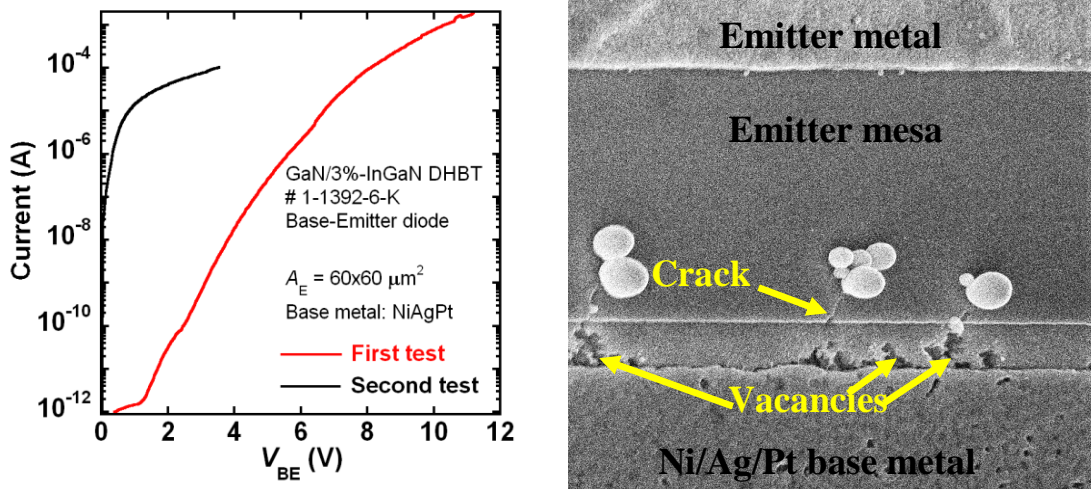 Current (A)
10⁻⁴
10⁻⁶
10⁻⁸
10⁻¹⁰
10⁻¹²
0
2
4
6
8
10
12
V_BE (V)
GaN/3%-InGaN DHBT
# 1-1392-6-K
Base-Emitter diode
A_E = 60x60 μm²
Base metal: NiAgPt
First test
Second test
Emitter metal
Emitter mesa
Crack
Vacancies
Ni/Ag/Pt base metal